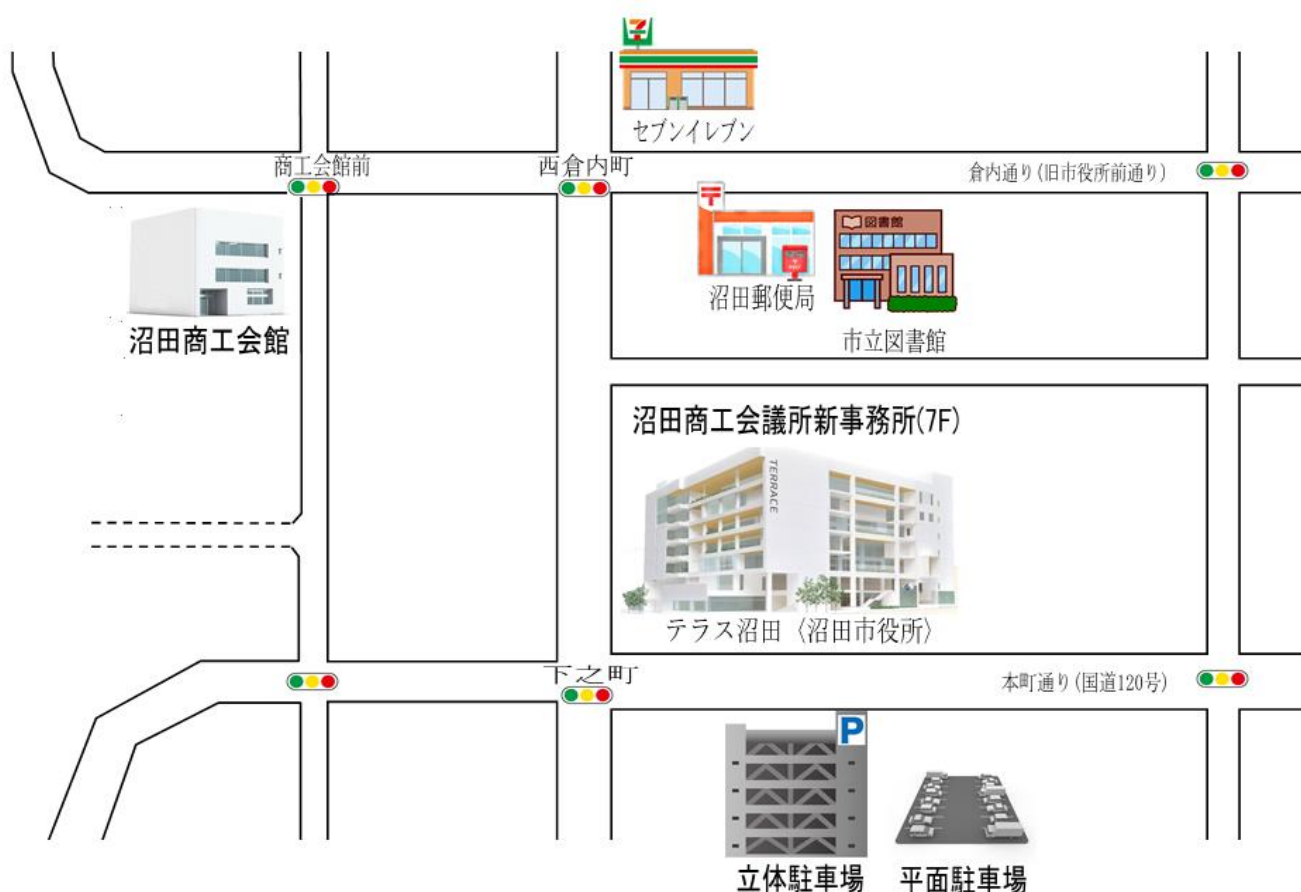 7
セブンイレブン
商工会館前
西倉内町
倉内通り(旧市役所前通り)
〒
図書館
沼田商工会館
沼田郵便局
市立図書館
沼田商工会議所新事務所(7F)
TERRACE
テラス沼田〈沼田市役所〉
下之町
本町通り(国道120号)
P
立体駐車場
平面駐車場